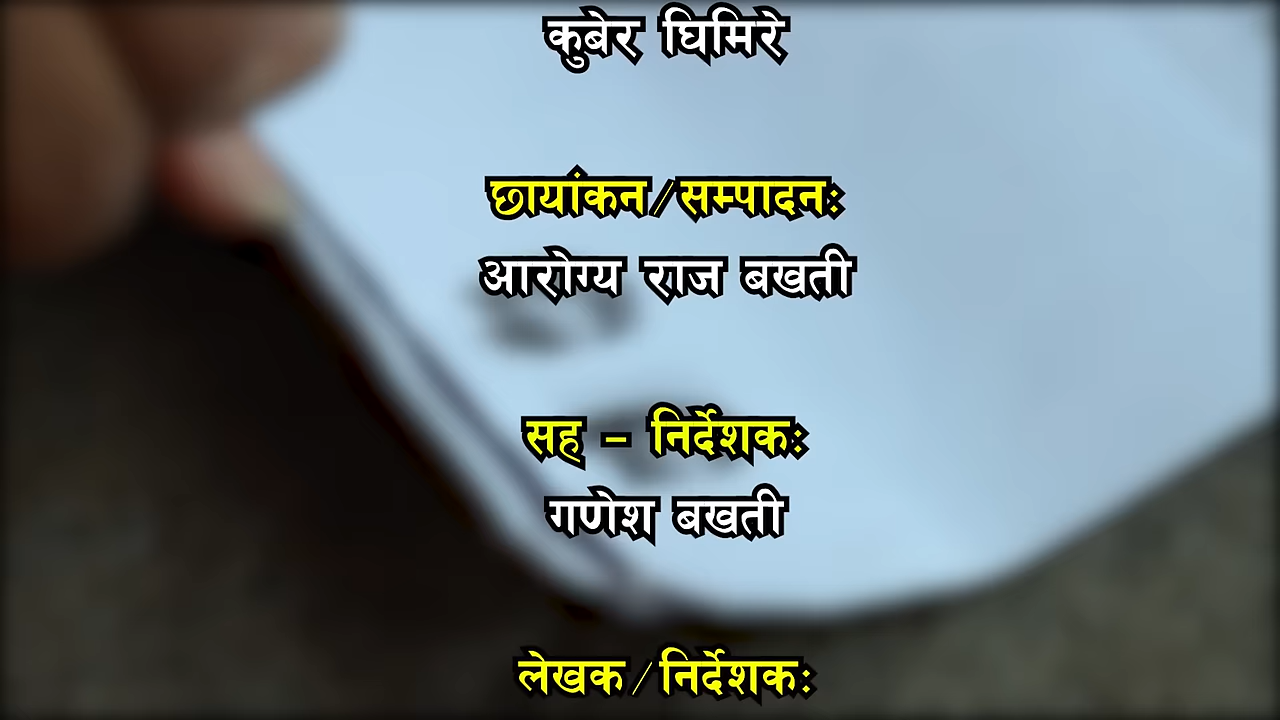 कुबेर घिमिरे
छायांकन/सम्पादनः
आरोग्य राज बखती
सह - निर्देशकः
गणेश बखती
लेखक/निर्देशकः